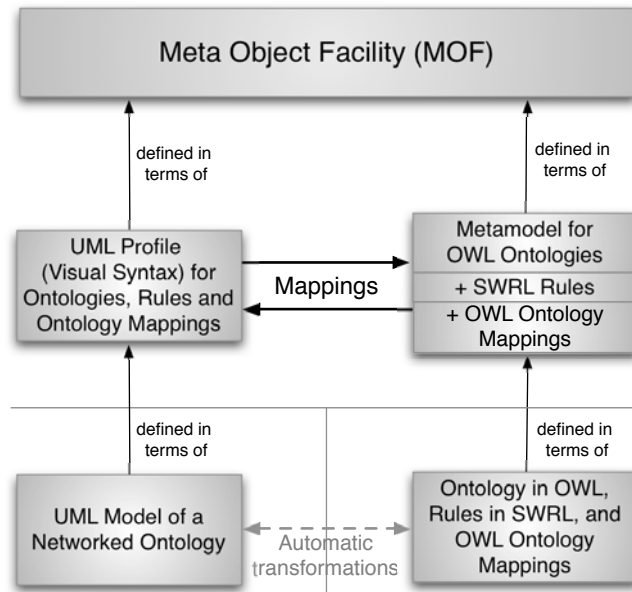 Meta Object Facility (MOF)
defined in
terms of
defined in
terms of
UML Profile
(Visual Syntax) for
Ontologies, Rules and
Ontology Mappings
Mappings
Metamodel for
OWL Ontologies
+ SWRL Rules
+ OWL Ontology
Mappings
defined in
terms of
defined in
terms of
UML Model of a
Networked Ontology
Automatic
transformations
Ontology in OWL,
Rules in SWRL, and
OWL Ontology
Mappings